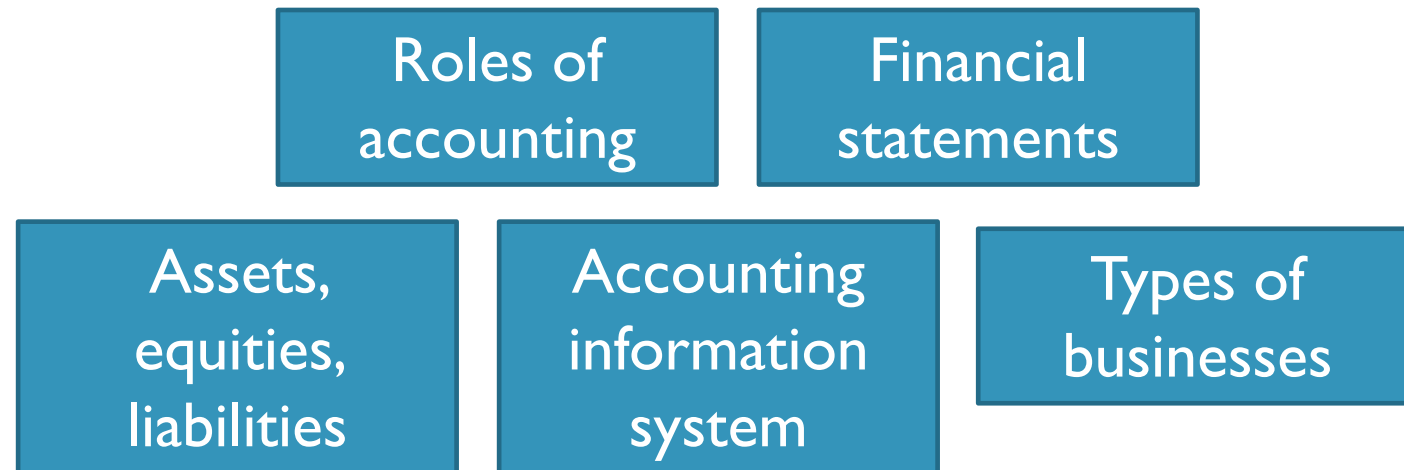 Roles of
accounting
Financial
statements
Assets,
equities,
liabilities
Accounting
information
system
Types of
businesses